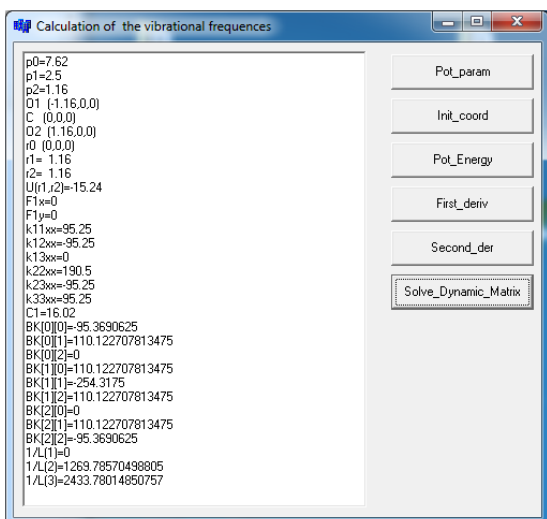 Calculation of the vibrational frequences
p0=7.62
p1=2.5
p2=1.16
O1 (-1.16,0,0)
C (0,0,0)
O2 (1.16,0,0)
r0 (0,0,0)
r1= 1.16
r2= 1.16
U(r1,r2)=-15.24
F1x=0
F1y=0
k11xx=95.25
k12xx=-95.25
k13xx=0
k22xx=190.5
k23xx=-95.25
k33xx=95.25
C1=16.02
BK[0][0]=-95.3690625
BK[0][1]=110.122707813475
BK[0][2]=0
BK[1][0]=110.122707813475
BK[1][1]=-254.3175
BK[1][2]=110.122707813475
BK[2][0]=0
BK[2][1]=110.122707813475
BK[2][2]=-95.3690625
1/L(1)=0
1/L(2)=1269.78570498805
1/L(3)=2433.78014850757
Pot_param
Init_coord
Pot_Energy
First_deriv
Second_der
Solve_Dynamic_Matrix